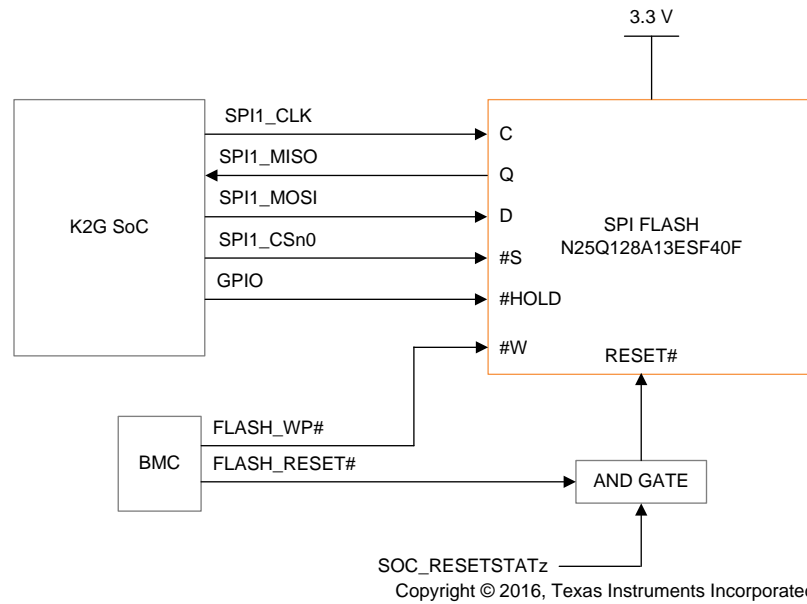 3.3 V
SPI1_CLK
C
SPI1_MISO
Q
SPI1_MOSI
D
K2G SoC
SPI FLASH
N25Q128A13ESF40F
SPI1_CSn0
#S
GPIO
#HOLD
#W
RESET#
FLASH_WP#
BMC
FLASH_RESET#
AND GATE
SOC_RESETSTATz
Copyright © 2016, Texas Instruments Incorporate